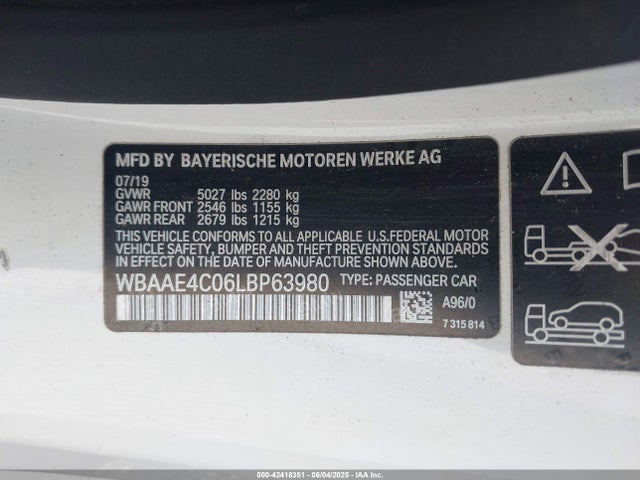 MFD BY BAYERISCHE MOTOREN WERKE AG
07/19
GVWR 5027 lbs 2280 kg
GAWR FRONT 2546 lbs 1155 kg
GAWR REAR 2679 lbs 1215 kg
THIS VEHICLE CONFORMS TO ALL APPLICABLE U.S.FEDERAL MOTOR
VEHICLE SAFETY, BUMPER AND THEFT PREVENTION STANDARDS
IN EFFECT ON THE DATE OF MANUFACTURE SHOWN ABOVE.
WBAAE4C06LBP63980 TYPE: PASSENGER CAR
A96/0
7 315 814
000-42418351 - 06/04/2025 - IAA Inc.